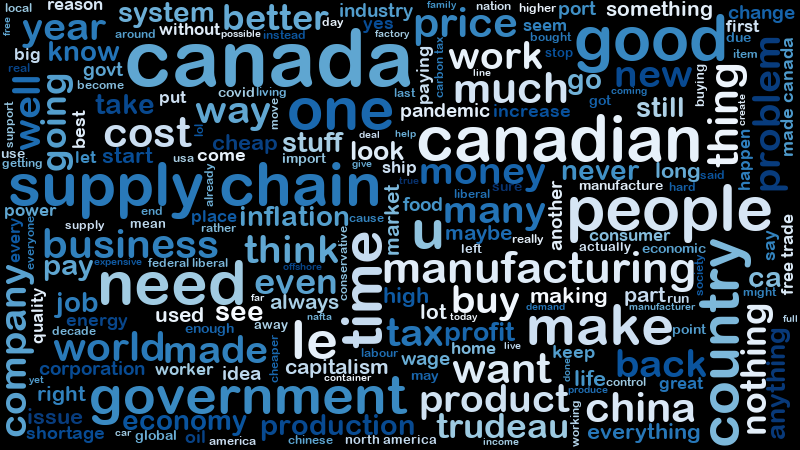 local
reason
system
industry
family
nation
higher
port
something
change
free
year
around
without
better
day
yes
price
seem
first
possible
instead
factory
bought
due
big
know
canada
work
good
stop
item
real
govt
become
line
paying
carbon tax
well
going
covid
living
last
much
go
new
buying
made canada
take
put
way
move
one
pandemic
increase
got
coming
still
thing
create
problem
support
best
cost
lol
cheap
stuff
deal
help
canadian
happen
use
getting
let
start
usa
come
import
look
give
ship
money
never
long
said
supply chain
already
true
sure
manufacture
hard
liberal
power
end
place
inflation
cause
market
food
many
another
people
every
everyone
supply
mean
rather
u
maybe
really
consumer
say
free trade
business
think
conservative
left
actually
economic
society
pay
expensive
federal liberal
offshore
time
manufacturing
country
ca
might
company
quality
job
need
even
far
always
high
lot
buy
making
part
run
energy
used
see
nafta
today
demand
manufacturer
full
decade
enough
away
le
tax
profit
make
point
nothing
anything
world
made
cheaper
labour
home
live
keep
back
corporation
worker
idea
capitalism
wage
want
done
life
control
great
yet
container
may
produce
right
government
product
working
china
issue
economy
production
trudeau
everything
shortage
car
global
oil
america
chinese
north america
income